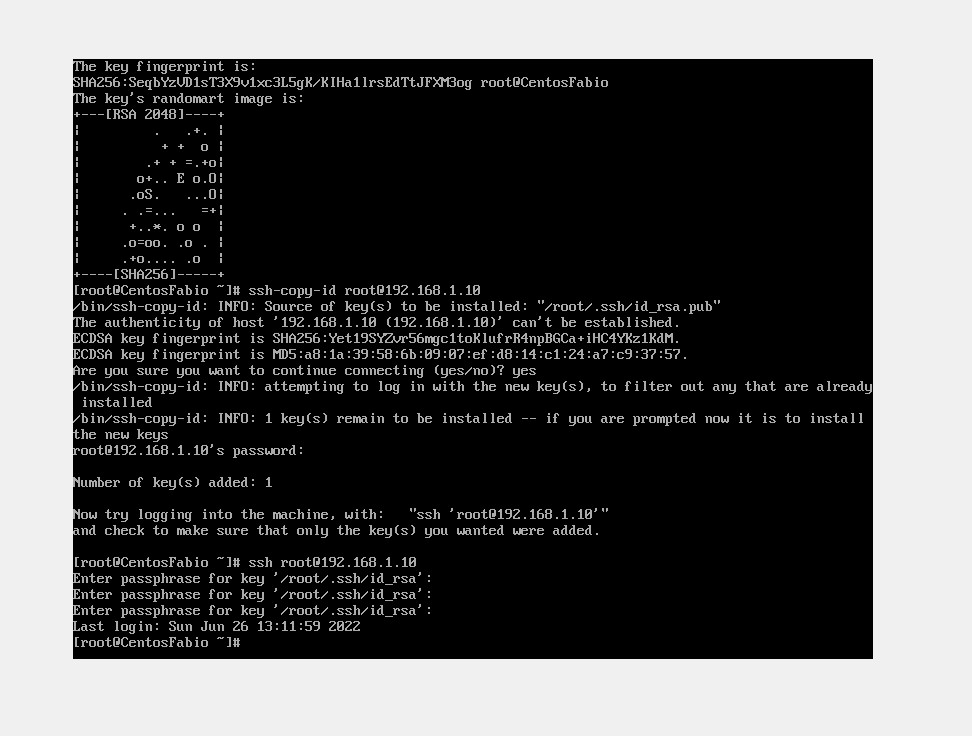 The key fingerprint is:
SHA256:SeqbYzVD1sT3X9v1xc3L5gK/KIHa1lrsEdTtJFXM3og root@CentosFabio
The key's randomart image is:
+---[RSA 2048]----+
|          .   .+. |
|           + +  o |
|         .+ + =.+o|
|        o+.. E o.O|
|       .oS.   ...O|
|      . .=...   =+|
|       +..*. o o  |
|      .o=oo. .o . |
|      .+o.... .o  |
+----[SHA256]-----+
[root@CentosFabio ~]# ssh-copy-id root@192.168.1.10
/bin/ssh-copy-id: INFO: Source of key(s) to be installed: "/root/.ssh/id_rsa.pub"
The authenticity of host '192.168.1.10 (192.168.1.10)' can't be established.
ECDSA key fingerprint is SHA256:Yet19SYZvr56mgc1toKlufrR4npBGCa+iHC4YKz1KdM.
ECDSA key fingerprint is MD5:a8:1a:39:58:6b:09:07:ef:d8:14:c1:24:a7:c9:37:57.
Are you sure you want to continue connecting (yes/no)? yes
/bin/ssh-copy-id: INFO: attempting to log in with the new key(s), to filter out any that are already
 installed
/bin/ssh-copy-id: INFO: 1 key(s) remain to be installed -- if you are prompted now it is to install
the new keys
root@192.168.1.10's password:
Number of key(s) added: 1
Now try logging into the machine, with:   "ssh 'root@192.168.1.10'"
and check to make sure that only the key(s) you wanted were added.
[root@CentosFabio ~]# ssh root@192.168.1.10
Enter passphrase for key '/root/.ssh/id_rsa':
Enter passphrase for key '/root/.ssh/id_rsa':
Enter passphrase for key '/root/.ssh/id_rsa':
Last login: Sun Jun 26 13:11:59 2022
[root@CentosFabio ~]#